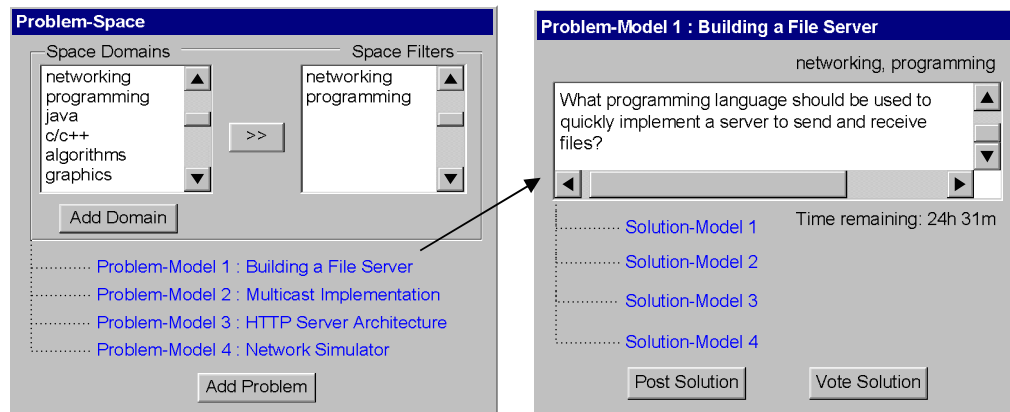 Problem-Space
Space Domains
Space Filters
networking
programming
java
c/c++
algorithms
graphics
>>
networking
programming
Add Domain
Problem-Model 1 : Building a File Server
Problem-Model 2 : Multicast Implementation
Problem-Model 3 : HTTP Server Architecture
Problem-Model 4 : Network Simulator
Add Problem
Problem-Model 1 : Building a File Server
networking, programming
What programming language should be used to
quickly implement a server to send and receive
files?
Time remaining: 24h 31m
Solution-Model 1
Solution-Model 2
Solution-Model 3
Solution-Model 4
Post Solution
Vote Solution